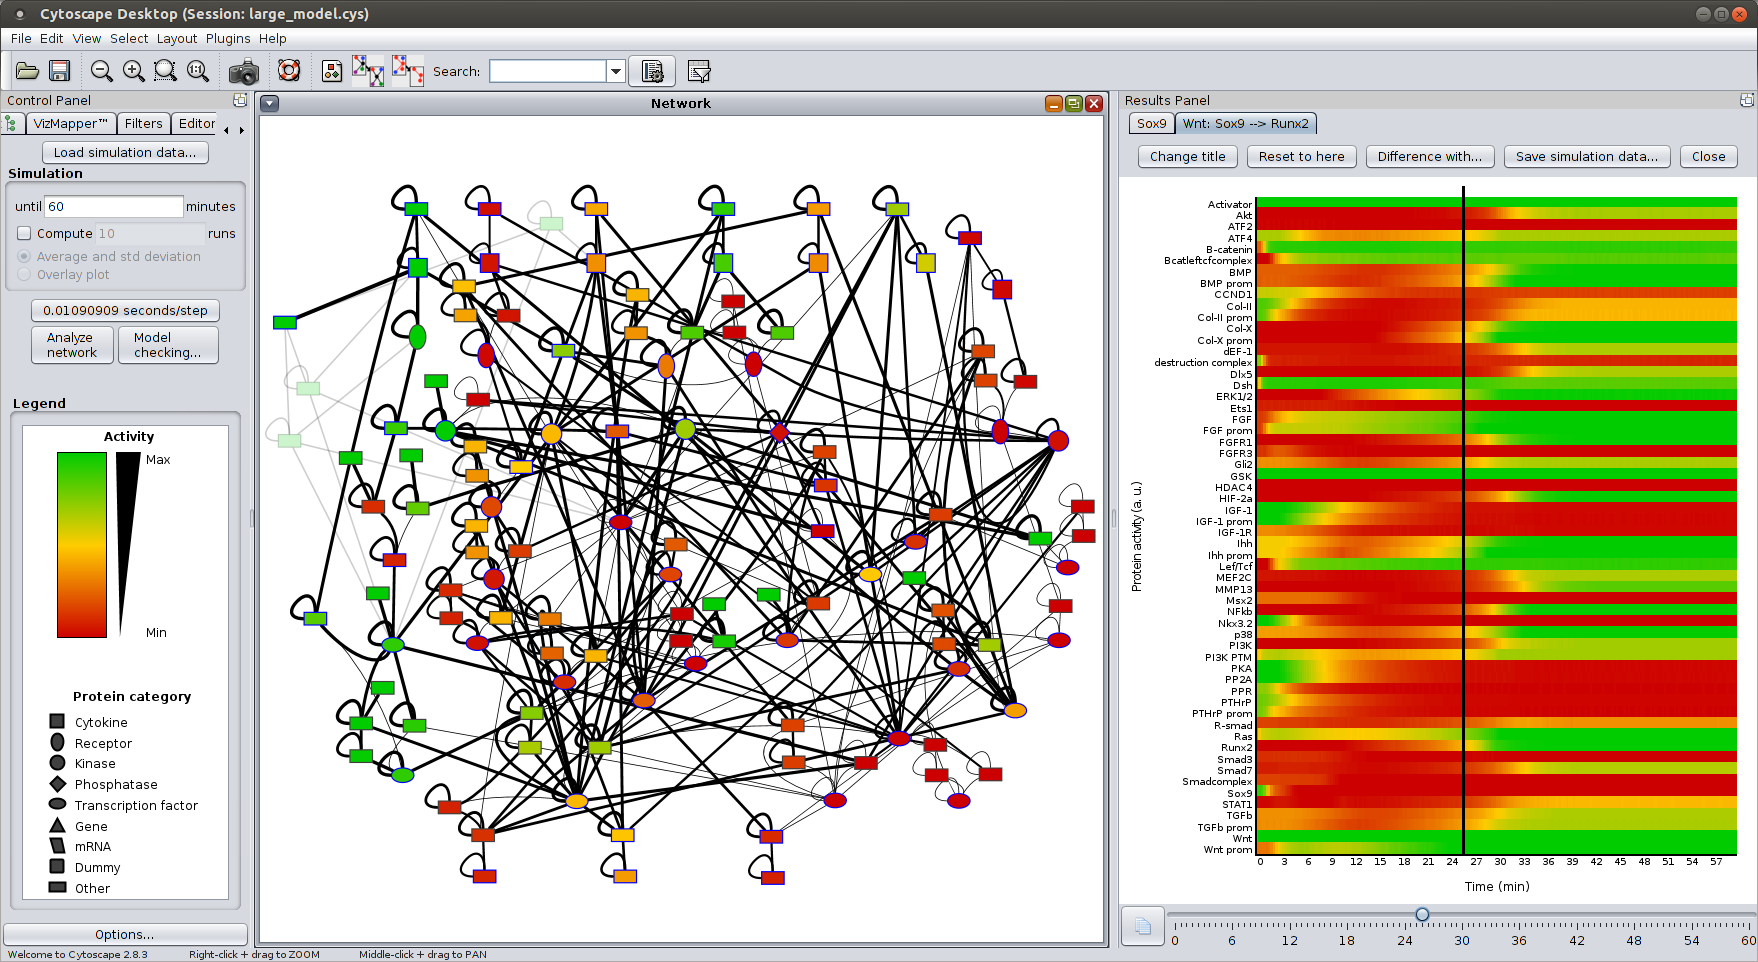 Cytoscape Desktop (Session: large_model.cys)
File Edit View Select Layout Plugins Help
1:1
Search:
Control Panel
VizMapper™ Filters Editor
Load simulation data...
Simulation
until 60 minutes
Compute 10 runs
Average and std deviation
Overlay plot
0.01090909 seconds/step
Analyze network
Model checking...
Legend
Activity
Max
Min
Protein category
Cytokine
Receptor
Kinase
Phosphatase
Transcription factor
Gene
mRNA
Dummy
Other
Options...
Network
Results Panel
Sox9 Wnt: Sox9 --> Runx2
Change title Reset to here Difference with... Save simulation data... Close
Protein activity (a. u.)
Activator
Akt
ATF2
ATF4
B-catenin
Bcatleftcfcomplex
BMP
BMP prom
CCND1
Col-II
Col-II prom
Col-X
Col-X prom
dEF-1
destruction complex
Dlx5
Dsh
ERK1/2
Ets1
FGF
FGF prom
FGFR1
FGFR3
Gli2
GSK
HDAC4
HIF-2a
IGF-1
IGF-1 prom
IGF-1R
Ihh
Ihh prom
Lef/Tcf
MEF2C
MMP13
Msx2
NFkb
Nkx3.2
p38
PI3K
PI3K PTM
PKA
PP2A
PPR
PTHrP
PTHrP prom
R-smad
Ras
Runx2
Smad3
Smad7
Smadcomplex
Sox9
STAT1
TGFb
TGFb prom
Wnt
Wnt prom
0 3 6 9 12 15 18 21 24 27 30 33 36 39 42 45 48 51 54 57
Time (min)
0 6 12 18 24 30 36 42 48 54 60
Welcome to Cytoscape 2.8.3 Right-click + drag to ZOOM Middle-click + drag to PAN